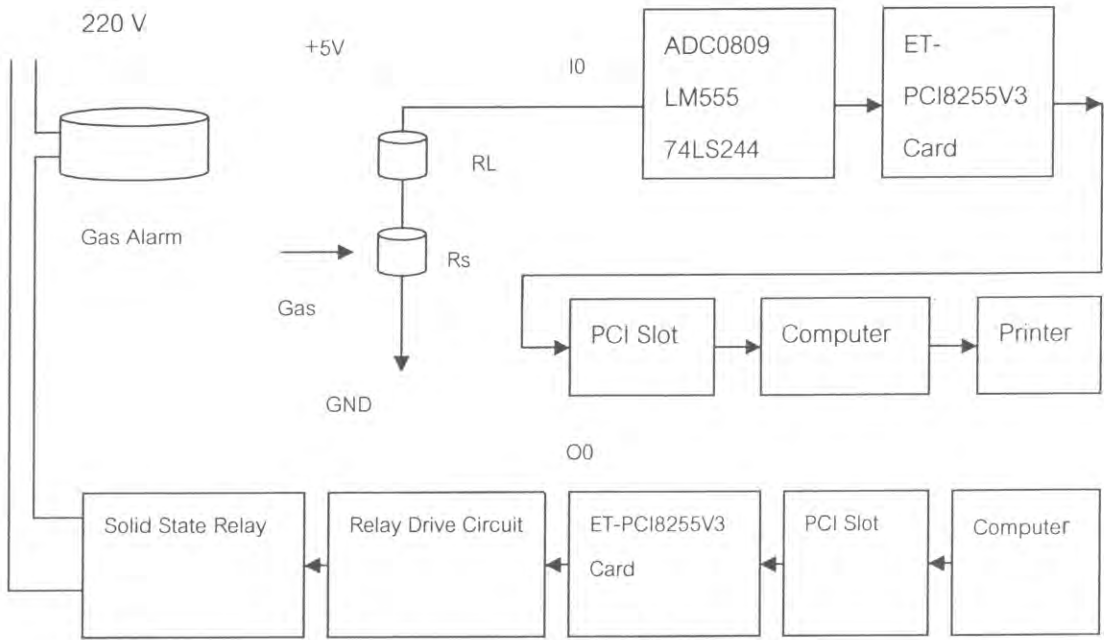 220 V
+5V
I0
ADC0809
LM555
74LS244
ET-
PCI8255V3
Card
RL
Gas Alarm
Rs
Gas
PCI Slot
Computer
Printer
GND
O0
Solid State Relay
Relay Drive Circuit
ET-PCI8255V3
Card
PCI Slot
Computer